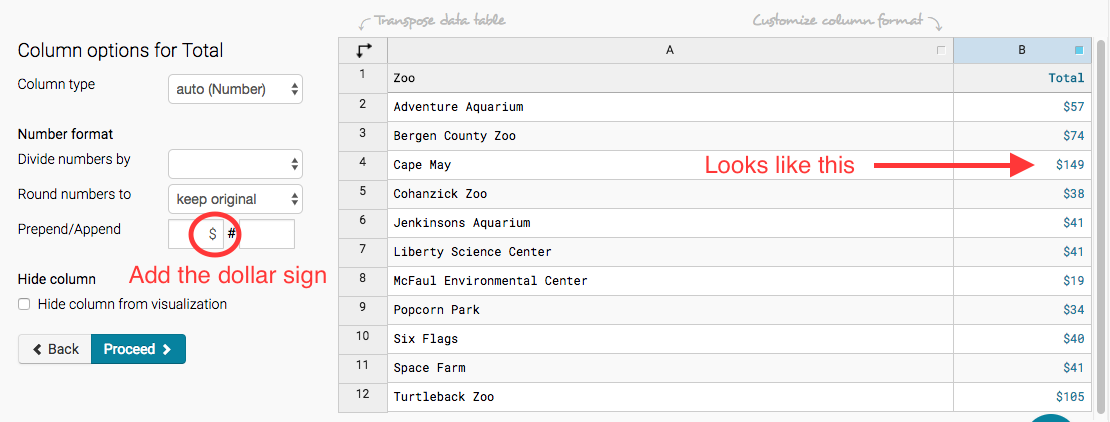 Transpose data table
Customize column format
Column options for Total
Column type
auto (Number)
Number format
Divide numbers by
Round numbers to
keep original
Prepend/Append
$ #
Add the dollar sign
Hide column
Hide column from visualization
Back
Proceed
A B
1 Zoo Total
2 Adventure Aquarium $57
3 Bergen County Zoo $74
4 Cape May $149
Looks like this
5 Cohanzick Zoo $38
6 Jenkinsons Aquarium $41
7 Liberty Science Center $41
8 McFaul Environmental Center $19
9 Popcorn Park $34
10 Six Flags $40
11 Space Farm $41
12 Turtleback Zoo $105